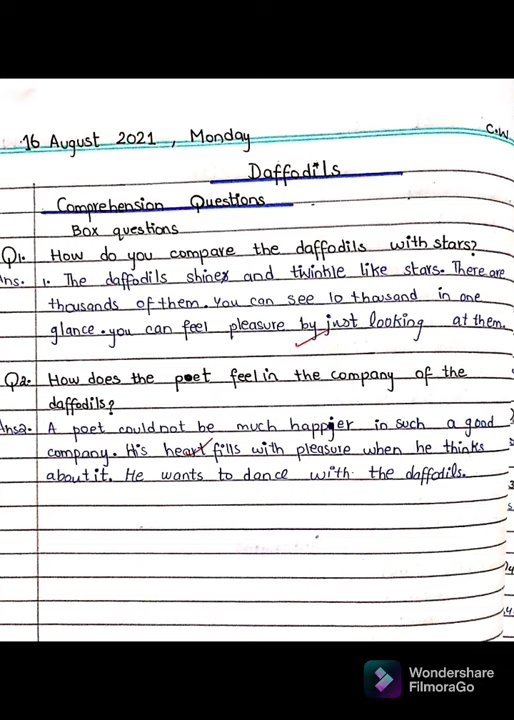 C.W
16 August 2021, Monday
Daffodils
Comprehension Questions
Box questions
Q1. How do you compare the daffodils with stars?
Ans. 1. The daffodils shines and twinkle like stars. There are
thousands of them. You can see 10 thousand in one
glance. you can feel pleasure by just looking at them.
Q2. How does the poet feel in the company of the
daffodils?
Ans2. A poet could not be much happier in such a good
company. His heart fills with pleasure when he thinks
about it. He wants to dance with the daffodils.
Wondershare
FilmoraGo